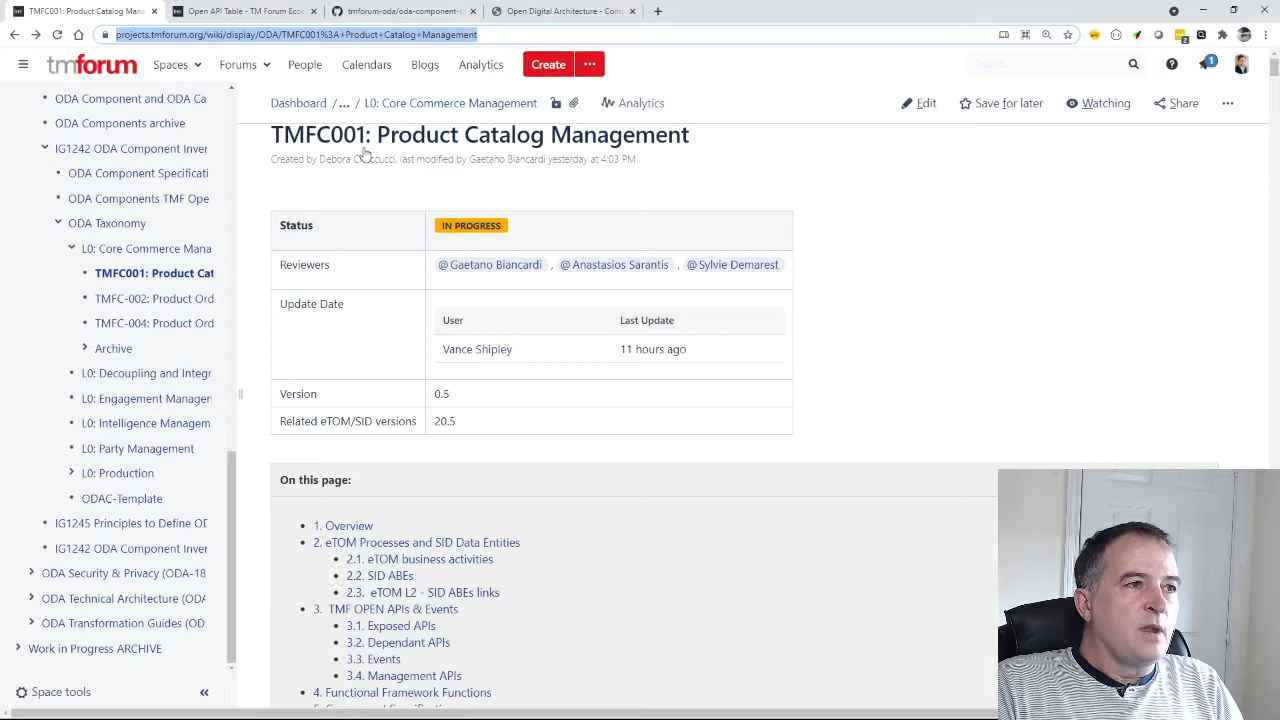 TMFC001: Product Catalog Mana
Open API Table - TM Forum Eco
tmforum-oda/oda-component-c
Open Digital Architecture - Comp
projects.tmforum.org/wiki/display/ODA/TMFC001%3A+Product+Catalog+Management
2
tmforum
Spaces
Forums
People
Calendars
Blogs
Analytics
Create
Search...
1
Dashboard / ... / L0: Core Commerce Management
Analytics
Edit
Save for later
Watching
Share
ODA Component and ODA Ca
ODA Components archive
IG1242 ODA Component Inver
ODA Component Specificati
ODA Components TMF Ope
ODA Taxonomy
L0: Core Commerce Mana
TMFC001: Product Cat
TMFC-002: Product Ord
TMFC-004: Product Ord
Archive
L0: Decoupling and Integr
L0: Engagement Manager
L0: Intelligence Managem
L0: Party Management
L0: Production
ODAC-Template
IG1245 Principles to Define OD
IG1242 ODA Component Inver
ODA Security & Privacy (ODA-18
ODA Technical Architecture (ODA
ODA Transformation Guides (OD
Work in Progress ARCHIVE
Space tools
TMFC001: Product Catalog Management
Created by Debora last modified by Gaetano Biancardi yesterday at 4:03 PM
Status IN PROGRESS
Reviewers @Gaetano Biancardi , @Anastasios Sarantis , @Sylvie Demarest
Update Date
User Last Update
Vance Shipley 11 hours ago
Version 0.5
Related eTOM/SID versions 20.5
On this page:
1. Overview
2. eTOM Processes and SID Data Entities
2.1. eTOM business activities
2.2. SID ABEs
2.3. eTOM L2 - SID ABEs links
3. TMF OPEN APIs & Events
3.1. Exposed APIs
3.2. Dependant APIs
3.3. Events
3.4. Management APIs
4. Functional Framework Functions